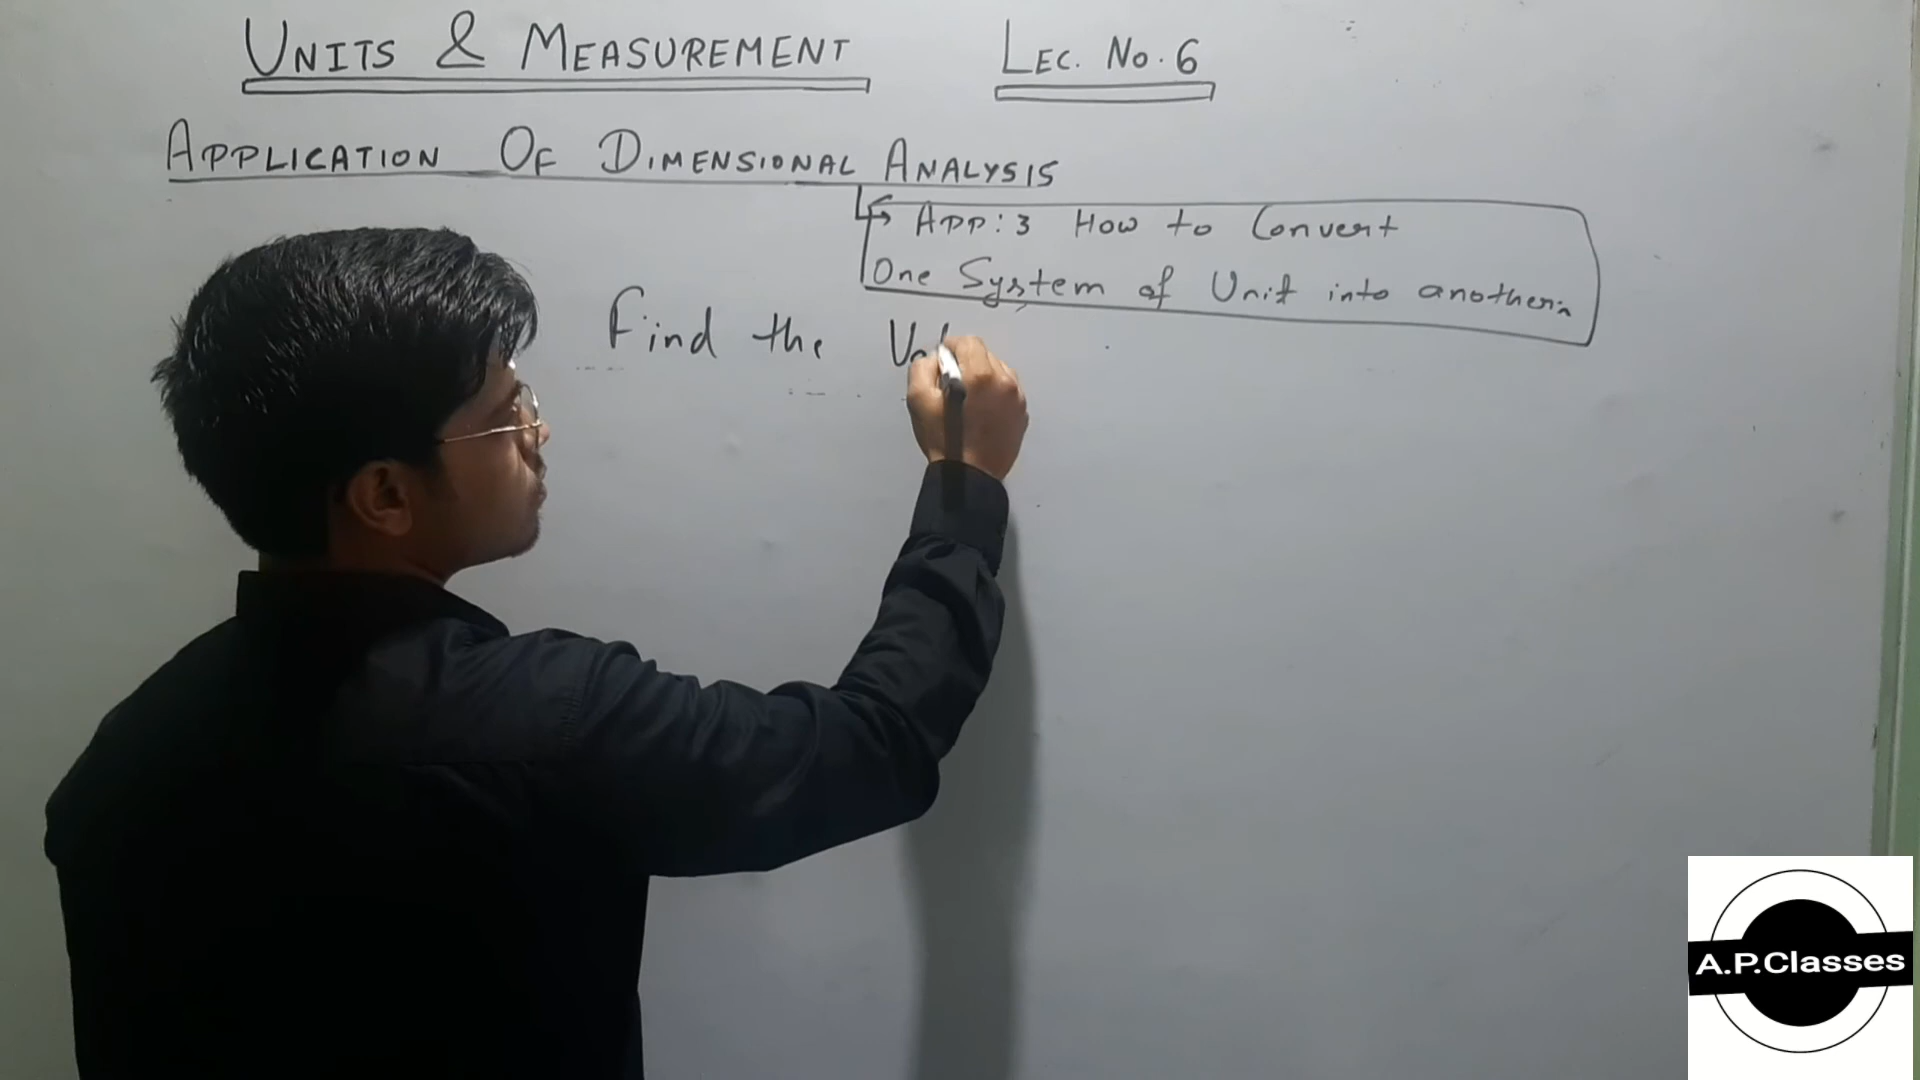 UNITS & MEASUREMENT LEC. No. 6
APPLICATION OF DIMENSIONAL ANALYSIS
APP: 3 How to Convert
One System of Unit into another:
Find the
A.P.Classes